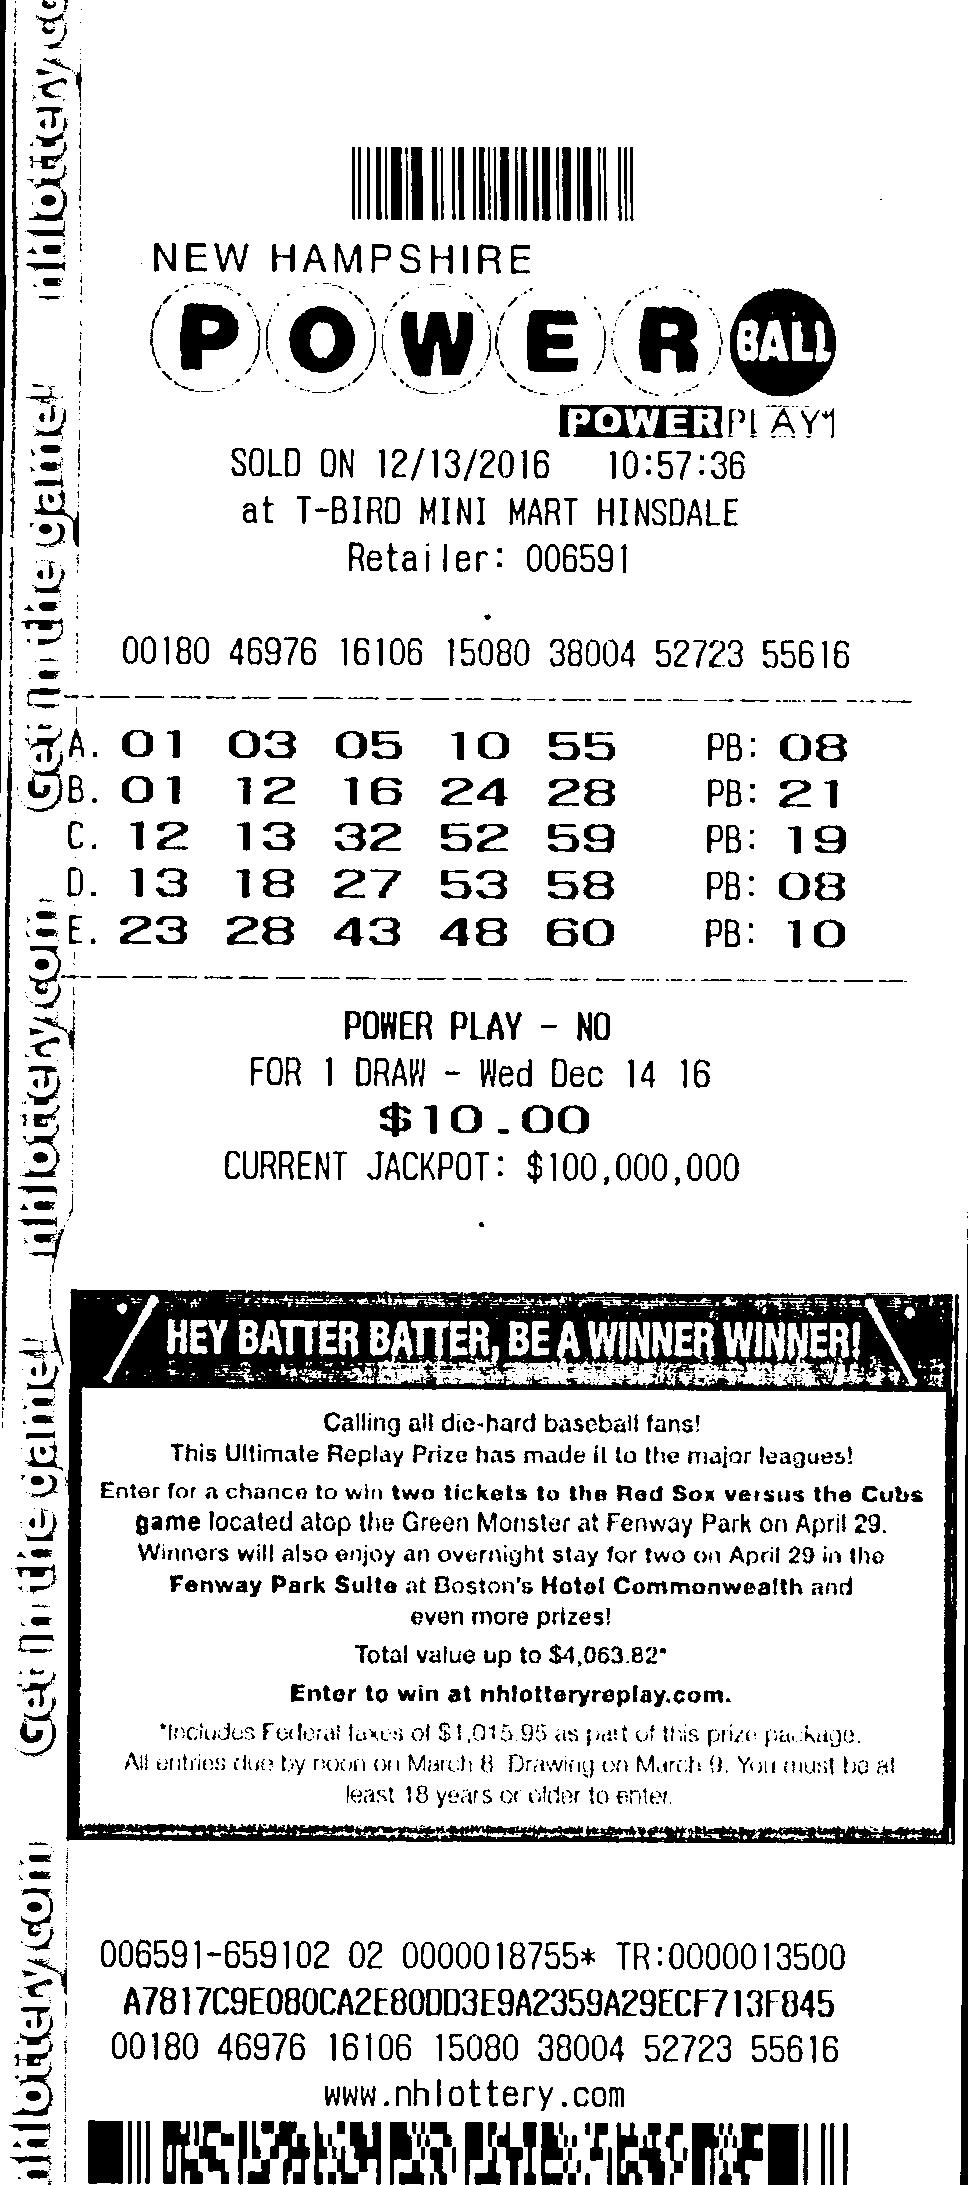 NEW HAMPSHIRE
POWER BALL
POWER PLAY
SOLD ON 12/13/2016 10:57:36
at T-BIRD MINI MART HINSDALE
Retailer: 006591
00180 46976 16106 15080 38004 52723 55616
A. 01 03 05 10 55 PB: 08
B. 01 12 16 24 28 PB: 21
C. 12 13 32 52 59 PB: 19
D. 13 18 27 53 58 PB: 08
E. 23 28 43 48 60 PB: 10
POWER PLAY - NO
FOR 1 DRAW - Wed Dec 14 16
$10.00
CURRENT JACKPOT: $100,000,000
HEY BATTER BATTER, BE A WINNER WINNER!
Calling all die-hard baseball fans!
This Ultimate Replay Prize has made it to the major leagues!
Enter for a chance to win two tickets to the Red Sox versus the Cubs
game located atop the Green Monster at Fenway Park on April 29.
Winners will also enjoy an overnight stay for two on April 29 in the
Fenway Park Suite at Boston's Hotel Commonwealth and
even more prizes!
Total value up to $4,063.82*
Enter to win at nhlotteryreplay.com.
*Includes Federal taxes of $1,015.95 as part of this prize package.
All entries due by noon on March 8. Drawing on March 9. You must be at
least 18 years or older to enter.
006591-659102 02 0000018755* TR:0000013500
A7817C9E080CA2E80DD3E9A2359A29ECF713F845
00180 46976 16106 15080 38004 52723 55616
www.nhlottery.com
nhlottery.com Get in the game! nhlottery.com Get in the game! nhlottery.co